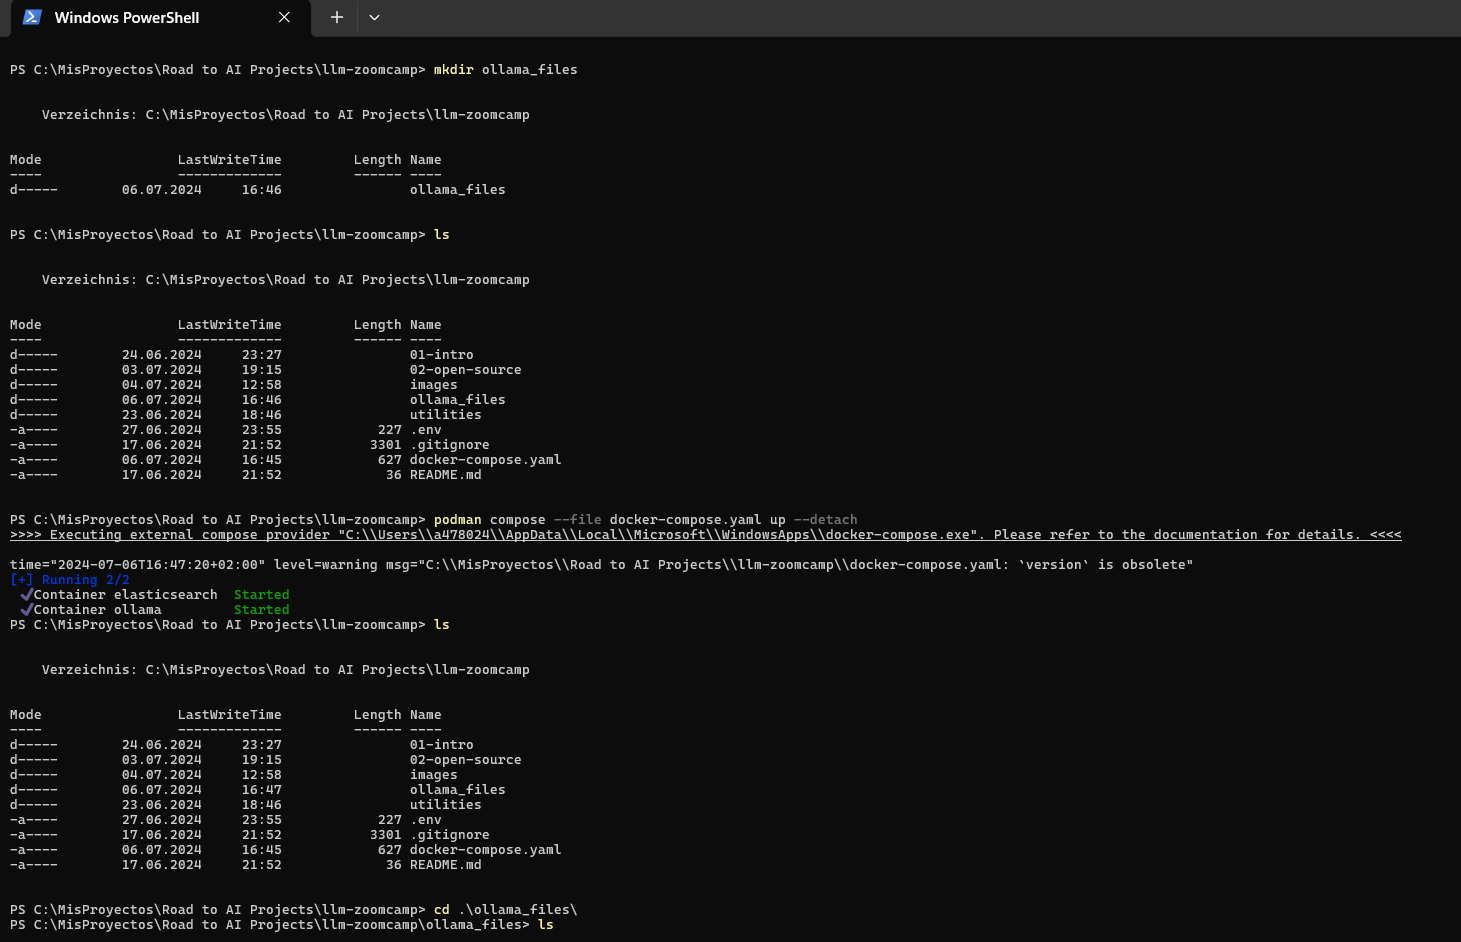 Windows PowerShell
PS C:\MisProyectos\Road to AI Projects\llm-zoomcamp> mkdir ollama_files
Verzeichnis: C:\MisProyectos\Road to AI Projects\llm-zoomcamp
Mode                 LastWriteTime         Length Name
----                 -------------         ------ ----
d-----        06.07.2024     16:46                ollama_files
PS C:\MisProyectos\Road to AI Projects\llm-zoomcamp> ls
Verzeichnis: C:\MisProyectos\Road to AI Projects\llm-zoomcamp
Mode                 LastWriteTime         Length Name
----                 -------------         ------ ----
d-----        24.06.2024     23:27                01-intro
d-----        03.07.2024     19:15                02-open-source
d-----        04.07.2024     12:58                images
d-----        06.07.2024     16:46                ollama_files
d-----        23.06.2024     18:46                utilities
-a----        27.06.2024     23:55            227 .env
-a----        17.06.2024     21:52           3301 .gitignore
-a----        06.07.2024     16:45            627 docker-compose.yaml
-a----        17.06.2024     21:52             36 README.md
PS C:\MisProyectos\Road to AI Projects\llm-zoomcamp> podman compose --file docker-compose.yaml up --detach
>>>> Executing external compose provider "C:\\Users\\a478024\\AppData\\Local\\Microsoft\\WindowsApps\\docker-compose.exe". Please refer to the documentation for details. <<<<
time="2024-07-06T16:47:20+02:00" level=warning msg="C:\\MisProyectos\\Road to AI Projects\\llm-zoomcamp\\docker-compose.yaml: `version` is obsolete"
[+] Running 2/2
✔Container elasticsearch  Started
✔Container ollama         Started
PS C:\MisProyectos\Road to AI Projects\llm-zoomcamp> ls
Verzeichnis: C:\MisProyectos\Road to AI Projects\llm-zoomcamp
Mode                 LastWriteTime         Length Name
----                 -------------         ------ ----
d-----        24.06.2024     23:27                01-intro
d-----        03.07.2024     19:15                02-open-source
d-----        04.07.2024     12:58                images
d-----        06.07.2024     16:47                ollama_files
d-----        23.06.2024     18:46                utilities
-a----        27.06.2024     23:55            227 .env
-a----        17.06.2024     21:52           3301 .gitignore
-a----        06.07.2024     16:45            627 docker-compose.yaml
-a----        17.06.2024     21:52             36 README.md
PS C:\MisProyectos\Road to AI Projects\llm-zoomcamp> cd .\ollama_files\
PS C:\MisProyectos\Road to AI Projects\llm-zoomcamp\ollama_files> ls